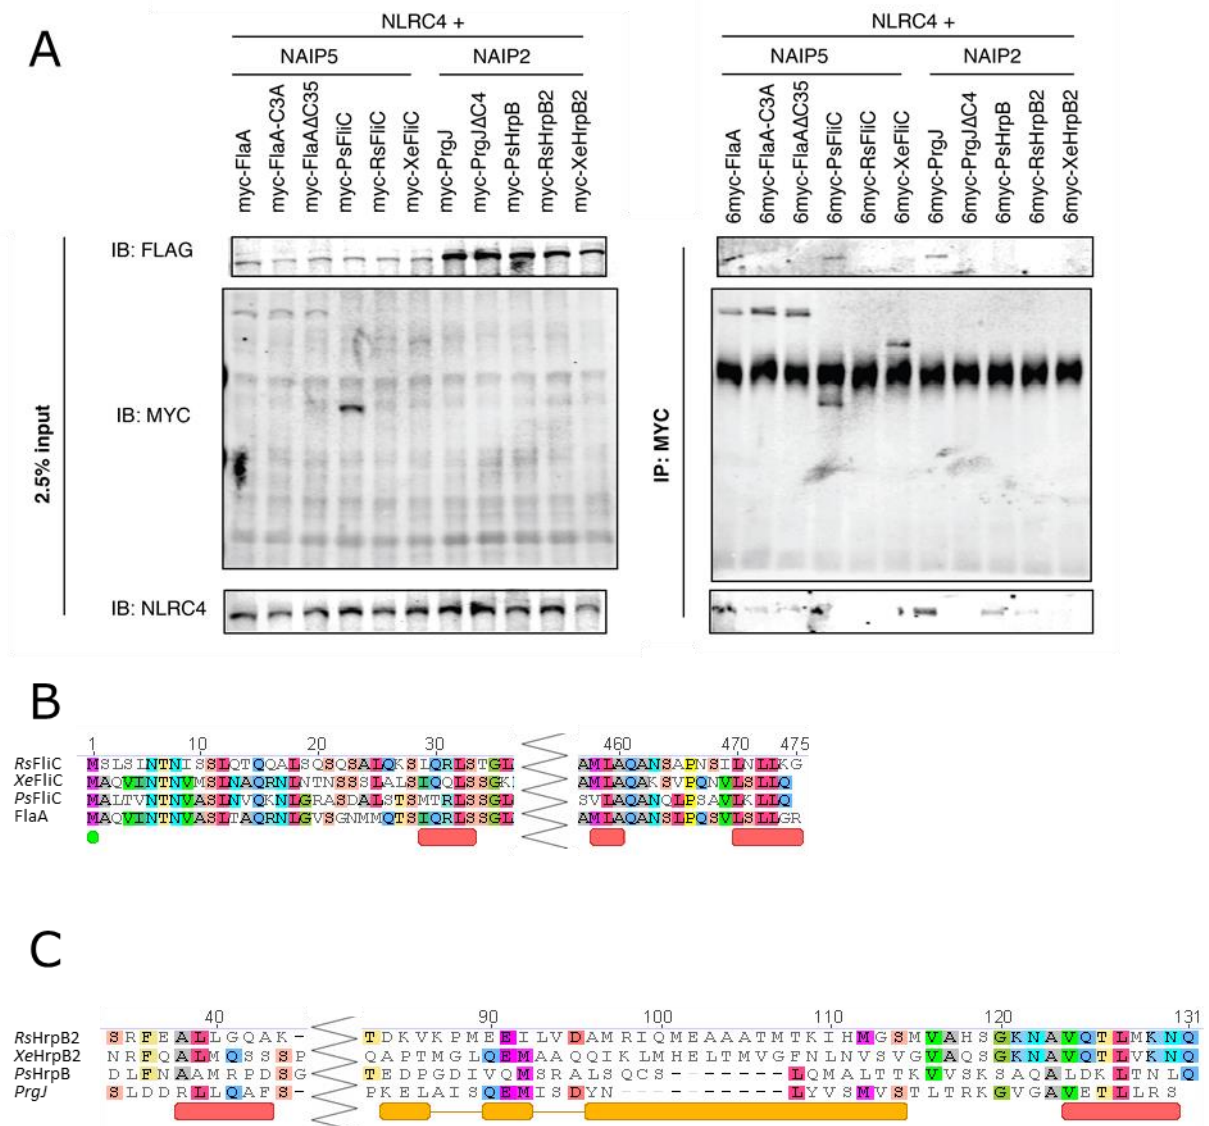 A
NLRC4 +
NAIP5 NAIP2
myc-FlaA myc-FlaA-C3A myc-FlaAΔC35 myc-PsFliC myc-RsFliC myc-XeFliC myc-PrgJ myc-PrgJΔC4 myc-PsHrpB myc-RsHrpB2 myc-XeHrpB2
2.5% input
IB: FLAG
IB: MYC
IB: NLRC4
NLRC4 +
NAIP5 NAIP2
6myc-FlaA 6myc-FlaA-C3A 6myc-FlaAΔC35 6myc-PsFliC 6myc-RsFliC 6myc-XeFliC 6myc-PrgJ 6myc-PrgJΔC4 6myc-PsHrpB 6myc-RsHrpB2 6myc-XeHrpB2
IP: MYC
B
1 10 20 30 460 470 475
RsFliC MSLSINTNISSLQTQQALSQSQSALQKSIQRLSTGL AMLAQANSAPNSILNLLKG
XeFliC MAQVINTNVMSLNAQRNLNTNSSSLALSIQQLSSGK AMLAQAKSVPQNVLSLLQ
PsFliC MALTVNTNVASLNVQKNLGRASDALSTSMTRLSSGL SVLAQANQLPSAVLKLLQ
FlaA MAQVINTNVASLTAQRNLGVSGNMMQTSIQRLSSGL AMLAQANSLPQSVLSLLGR
C
40 90 100 110 120 131
RsHrpB2 SRFEALLGQAK- TDKVKPMEEILVDAMRIQMEAAATMTKIHMGSMVAHSGKNAVQTLMKNQ
XeHrpB2 NRFQALMQSSSP QAPTMGLQEMAAQQIKLMHELTMVGFNLNVSVGVAQSGKNAVQTLVKNQ
PsHrpB DLFNAAMRPDSG TEDPGDIVQMSRALSQCS-------LQMALTTKVVSKSAQALDKLTNLQ
PrgJ SLDDRLLQAFS- PKELAISQEMISDYN----------LYVSMVSTLTRKGVGAVETLLRS